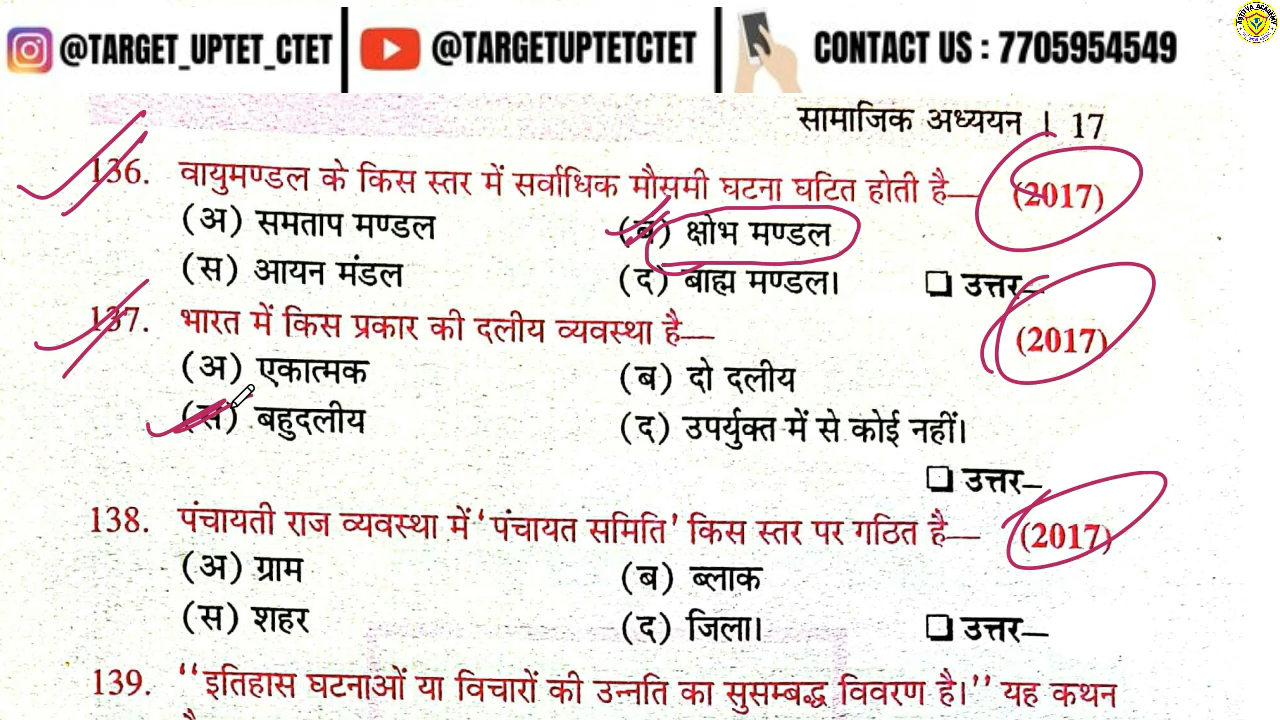 @TARGET_UPTET_CTET
@TARGETUPTETCTET
CONTACT US : 7705954549
सामाजिक अध्ययन । 17
136. वायुमण्डल के किस स्तर में सर्वाधिक मौसमी घटना घटित होती है— (2017)
(अ) समताप मण्डल (ब) क्षोभ मण्डल
(स) आयन मंडल (द) बाह्य मण्डल। ❑ उत्तर–
137. भारत में किस प्रकार की दलीय व्यवस्था है— (2017)
(अ) एकात्मक (ब) दो दलीय
(स) बहुदलीय (द) उपर्युक्त में से कोई नहीं।
❑ उत्तर–
138. पंचायती राज व्यवस्था में ‘पंचायत समिति’ किस स्तर पर गठित है— (2017)
(अ) ग्राम (ब) ब्लाक
(स) शहर (द) जिला। ❑ उत्तर–
139. ‘‘इतिहास घटनाओं या विचारों की उन्नति का सुसम्बद्ध विवरण है।’’ यह कथन